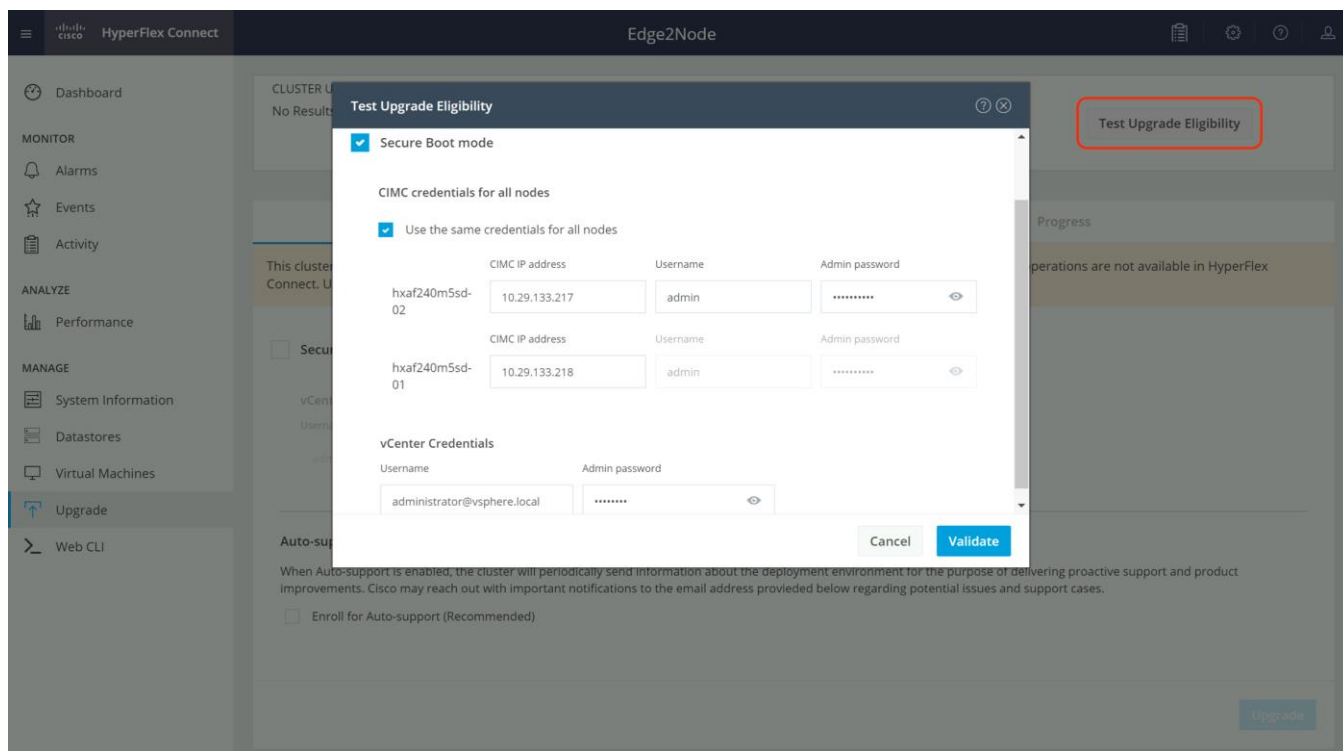 cisco HyperFlex Connect
Edge2Node
Dashboard
MONITOR
Alarms
Events
Activity
ANALYZE
Performance
MANAGE
System Information
Datastores
Virtual Machines
Upgrade
Web CLI
CLUSTER U
No Results
Test Upgrade Eligibility
Progress
This cluster
perations are not available in HyperFlex
Connect. U
Secu
vCent
Userna
Test Upgrade Eligibility
Secure Boot mode
CIMC credentials for all nodes
Use the same credentials for all nodes
CIMC IP address Username Admin password
hxaf240m5sd-
02
10.29.133.217 admin ••••••••••
CIMC IP address Username Admin password
hxaf240m5sd-
01
10.29.133.218 admin ••••••••••
vCenter Credentials
Username Admin password
administrator@vsphere.local ••••••••
Cancel Validate
Auto-sup
When Auto-support is enabled, the cluster will periodically send information about the deployment environment for the purpose of delivering proactive support and product
improvements. Cisco may reach out with important notifications to the email address provieded below regarding potential issues and support cases.
Enroll for Auto-support (Recommended)
Upgrade